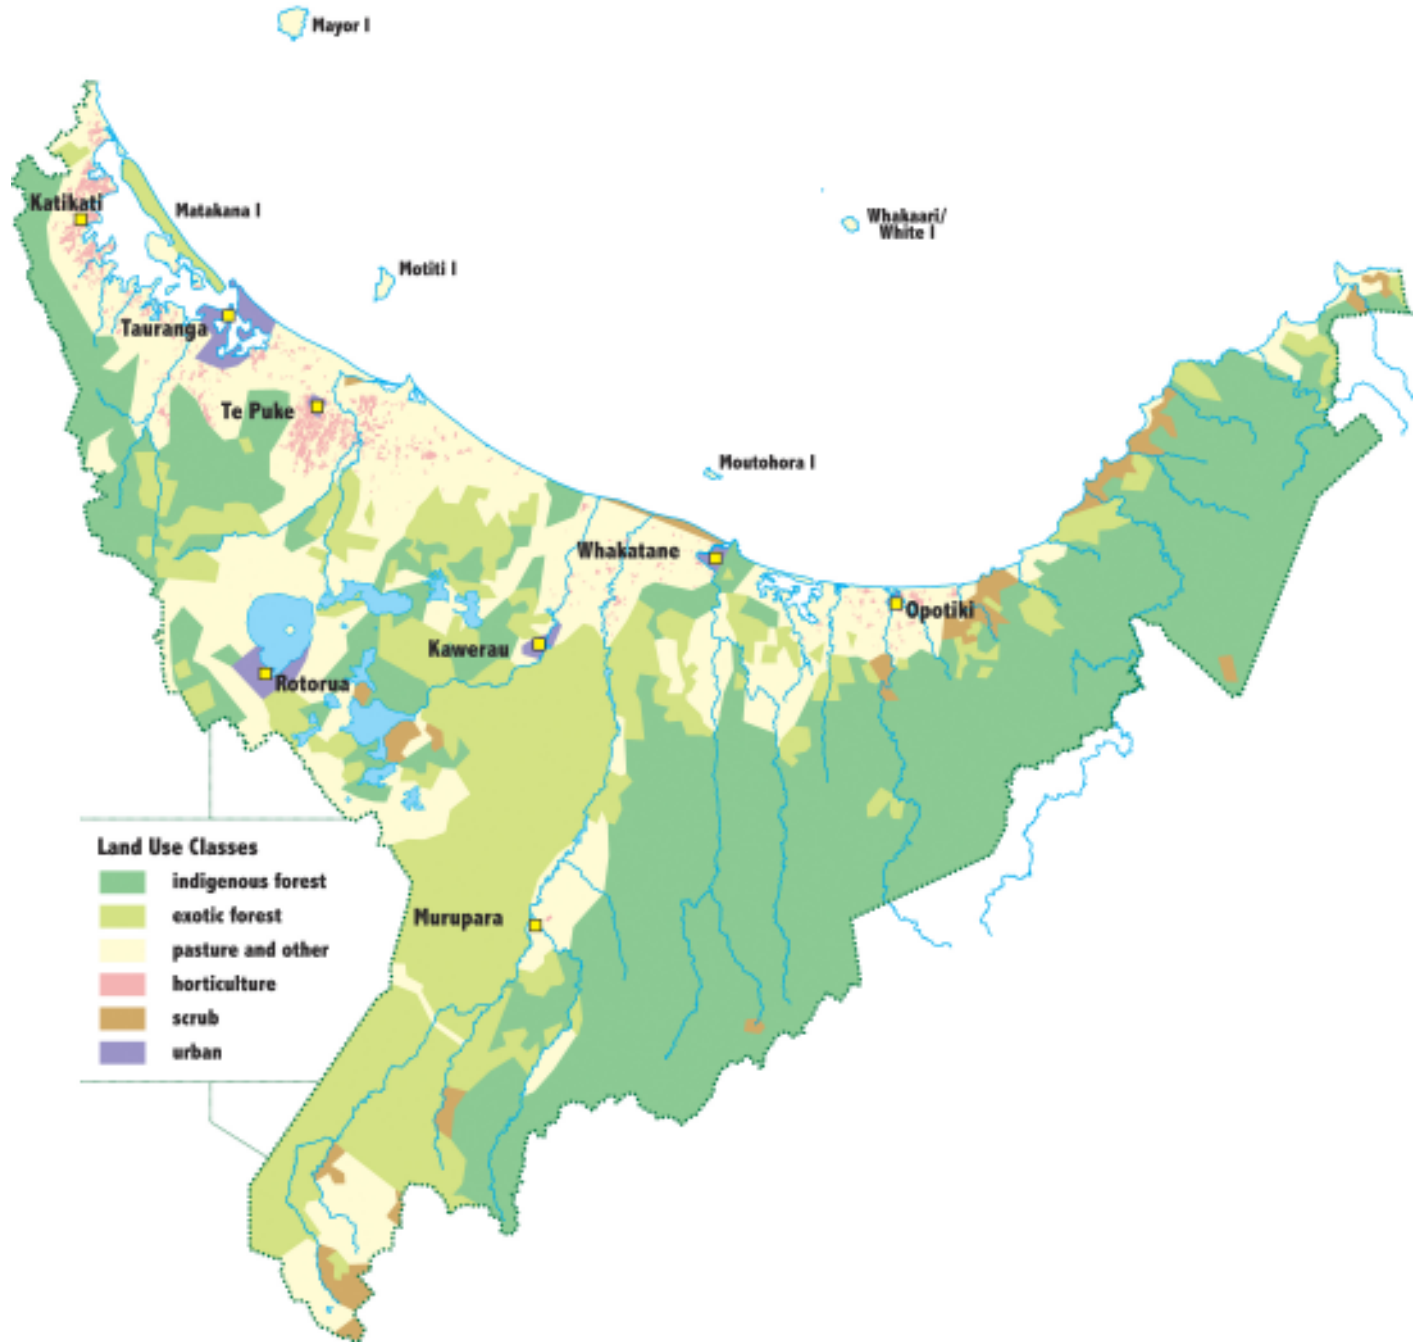 Mayor I
Katikati
Matakana I
Whakaari/
White I
Motiti I
Tauranga
Te Puke
Moutohora I
Whakatane
Opotiki
Kawerau
Rotorua
Land Use Classes
indigenous forest
exotic forest
pasture and other
horticulture
scrub
urban
Murupara